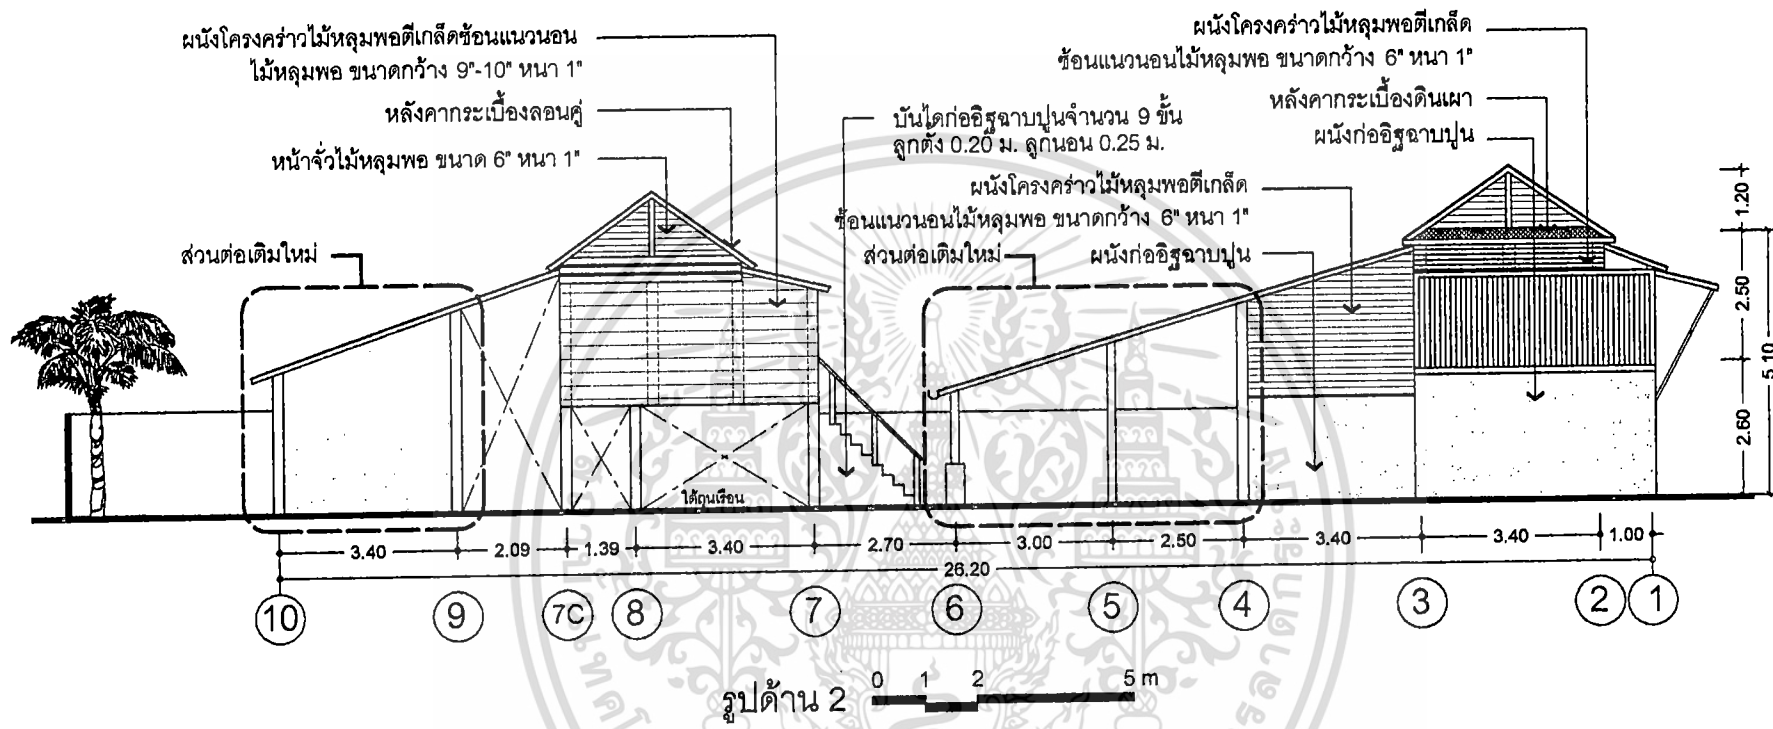 ผนังโครงคร่าวไม้หลุมพอตีเกล็ดซ้อนแนวนอน
ไม้หลุมพอ ขนาดกว้าง 9"-10" หนา 1"
หลังคากระเบื้องลอนคู่
หน้าจั่วไม้หลุมพอ ขนาด 6" หนา 1"
ส่วนต่อเติมใหม่
บันไดก่ออิฐฉาบปูนจำนวน 9 ขั้น
ลูกตั้ง 0.20 ม. ลูกนอน 0.25 ม.
ผนังโครงคร่าวไม้หลุมพอตีเกล็ด
ซ้อนแนวนอนไม้หลุมพอ ขนาดกว้าง 6" หนา 1"
ส่วนต่อเติมใหม่
ผนังก่ออิฐฉาบปูน
ผนังโครงคร่าวไม้หลุมพอตีเกล็ด
ซ้อนแนวนอนไม้หลุมพอ ขนาดกว้าง 6" หนา 1"
หลังคากระเบื้องดินเผา
ผนังก่ออิฐฉาบปูน
1.20
2.50
5.10
2.60
ใต้ถุนเรือน
3.40 2.09 1.39 3.40 2.70 3.00 2.50 3.40 3.40 1.00
26.20
10 9 7C 8 7 6 5 4 3 2 1
รูปด้าน 2
0 1 2 5 m